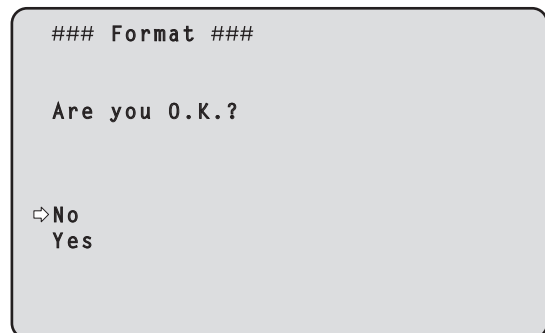 ### Format ###
Are you O.K.?
⇨No
Yes